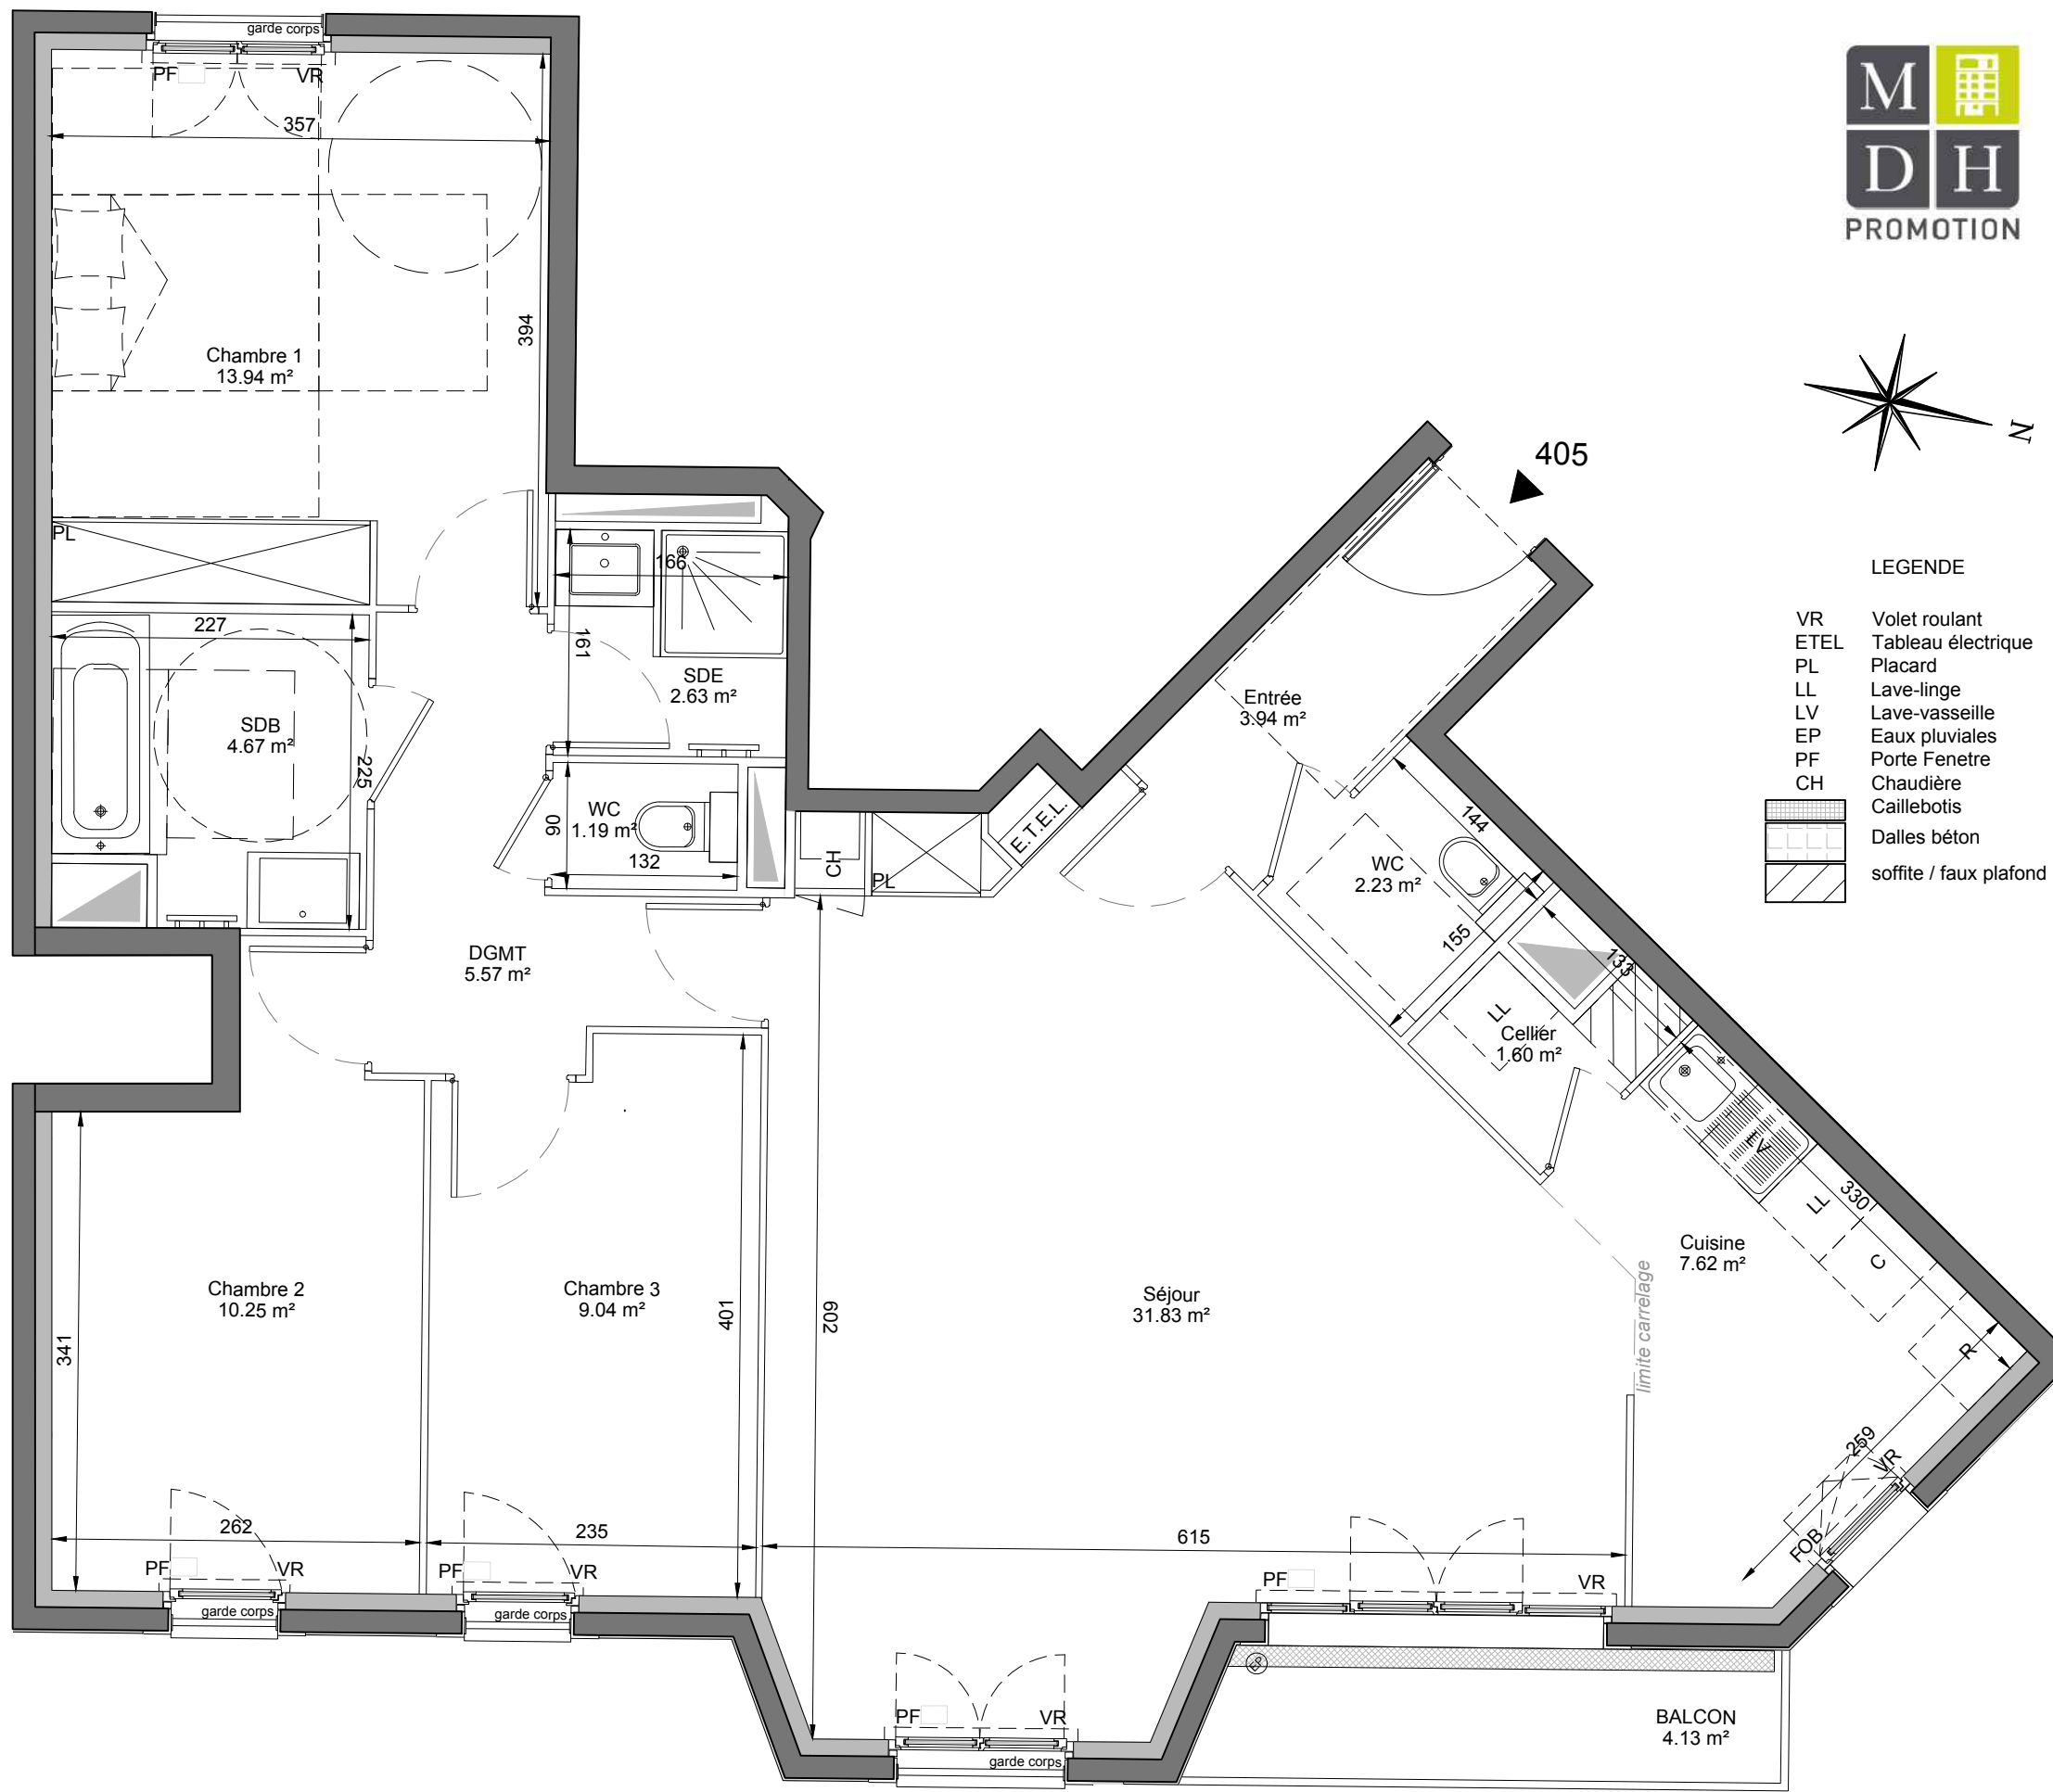 garde corps
PF
VR
357
394
Chambre 1
13.94 m²
PL
M
D H
PROMOTION
N
405
LEGENDE
VR Volet roulant
ETEL Tableau électrique
PL Placard
LL Lave-linge
LV Lave-vasseille
EP Eaux pluviales
PF Porte Fenetre
CH Chaudière
Caillebotis
Dalles béton
soffite / faux plafond
166
161
SDE
2.63 m²
227
225
SDB
4.67 m²
WC
1.19 m²
90
132
CH
PL
E.T.E.L.
Entrée
3.94 m²
144
WC
2.23 m²
155
133
LL
Cellier
1.60 m²
DGMT
5.57 m²
LV
LL
330
C
R
Cuisine
7.62 m²
limite carrelage
259
VR
FOB
Chambre 2
10.25 m²
341
262
Chambre 3
9.04 m²
401
235
602
Séjour
31.83 m²
615
PF
VR
garde corps
PF
VR
garde corps
PF
VR
PF
VR
garde corps
EP
BALCON
4.13 m²